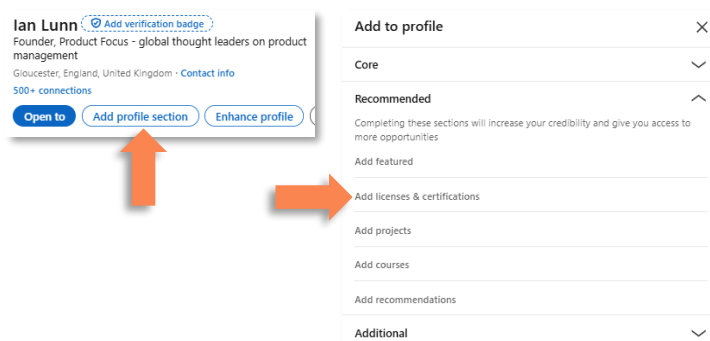 Ian Lunn Add verification badge
Founder, Product Focus - global thought leaders on product
management
Gloucester, England, United Kingdom · Contact info
500+ connections
Open to Add profile section Enhance profile
Add to profile
Core
Recommended
Completing these sections will increase your credibility and give you access to
more opportunities
Add featured
Add licenses & certifications
Add projects
Add courses
Add recommendations
Additional